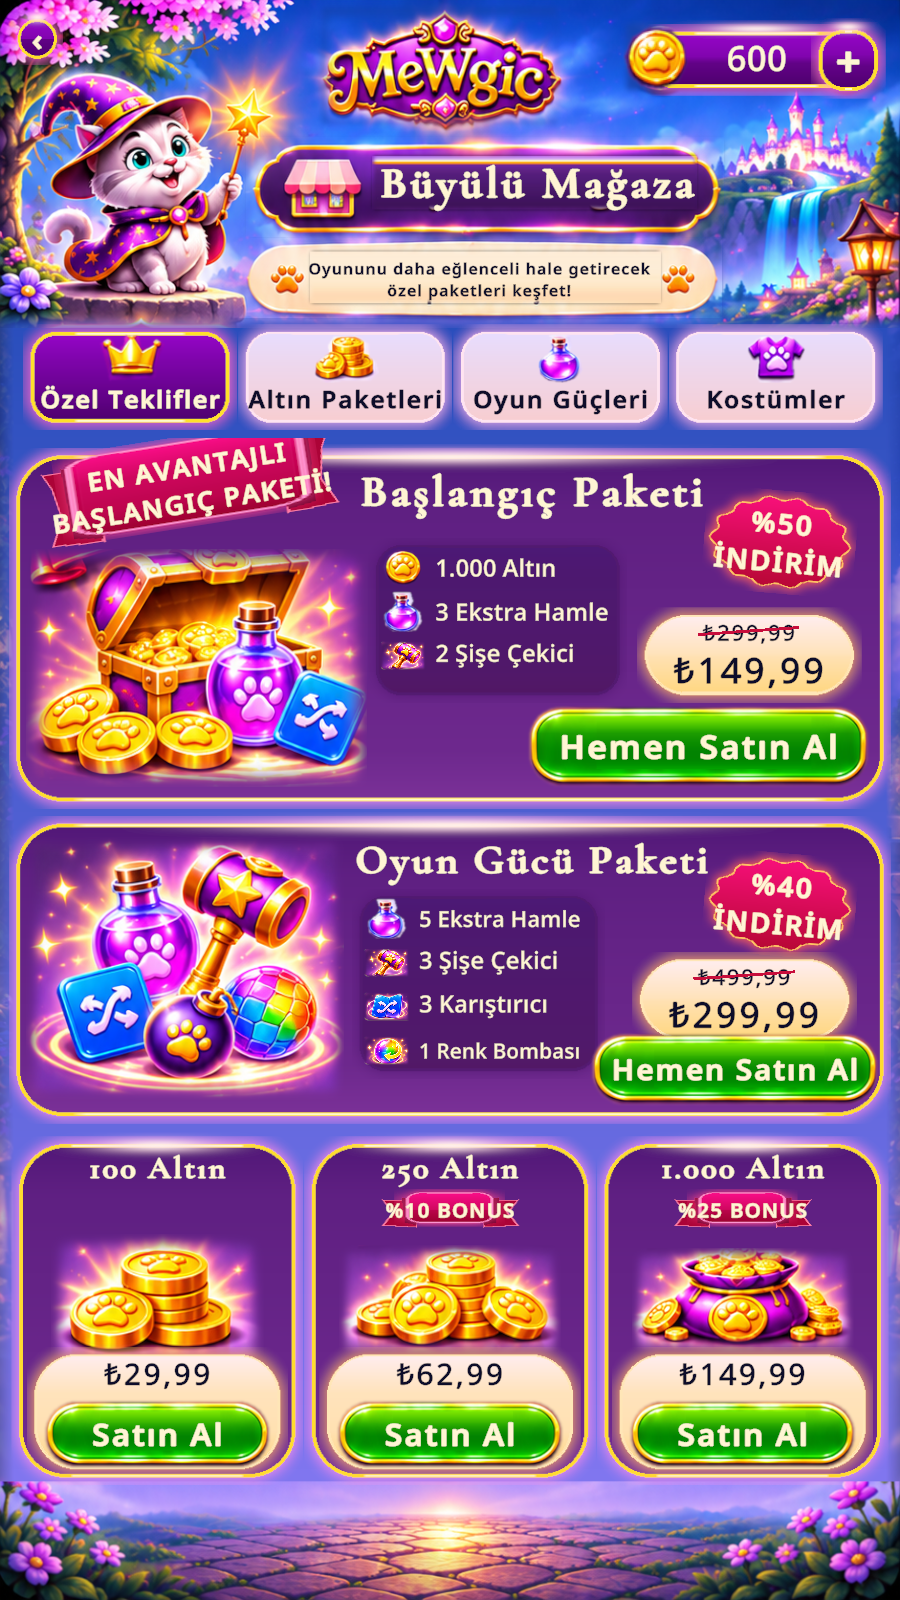 MeWgic
600
Büyülü Mağaza
Oyununu daha eğlenceli hale getirecek
özel paketleri keşfet!
Özel Teklifler
Altın Paketleri
Oyun Güçleri
Kostümler
EN AVANTAJLI
BAŞLANGIÇ PAKETİ!
Başlangıç Paketi
%50
İNDİRİM
1.000 Altın
3 Ekstra Hamle
2 Şişe Çekici
₺299,99
₺149,99
Hemen Satın Al
Oyun Gücü Paketi
%40
İNDİRİM
5 Ekstra Hamle
3 Şişe Çekici
3 Karıştırıcı
1 Renk Bombası
₺499,99
₺299,99
Hemen Satın Al
100 Altın
₺29,99
Satın Al
250 Altın
%10 BONUS
₺62,99
Satın Al
1.000 Altın
%25 BONUS
₺149,99
Satın Al